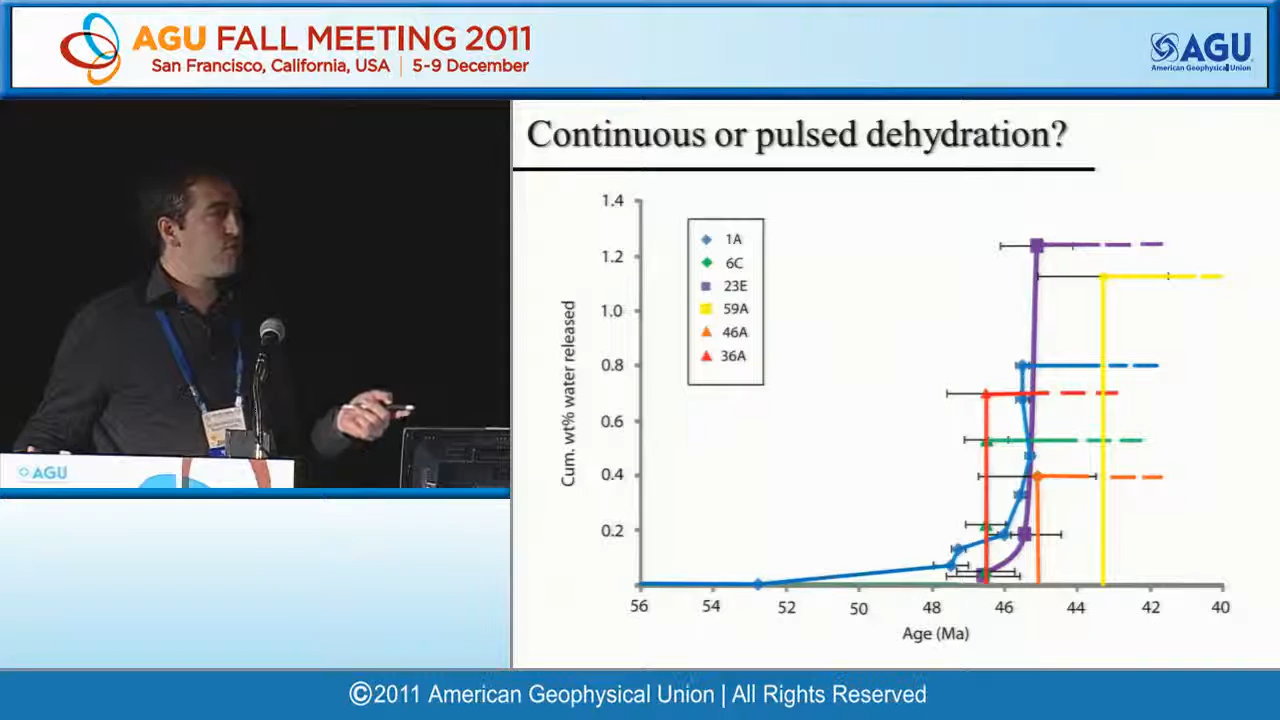 AGU FALL MEETING 2011
San Francisco, California, USA | 5-9 December
AGU
American Geophysical Union
Continuous or pulsed dehydration?
1.4
1.2
1.0
0.8
0.6
0.4
0.2
Cum. wt% water released
1A
6C
23E
59A
46A
36A
56 54 52 50 48 46 44 42 40
Age (Ma)
AGU
©2011 American Geophysical Union | All Rights Reserved